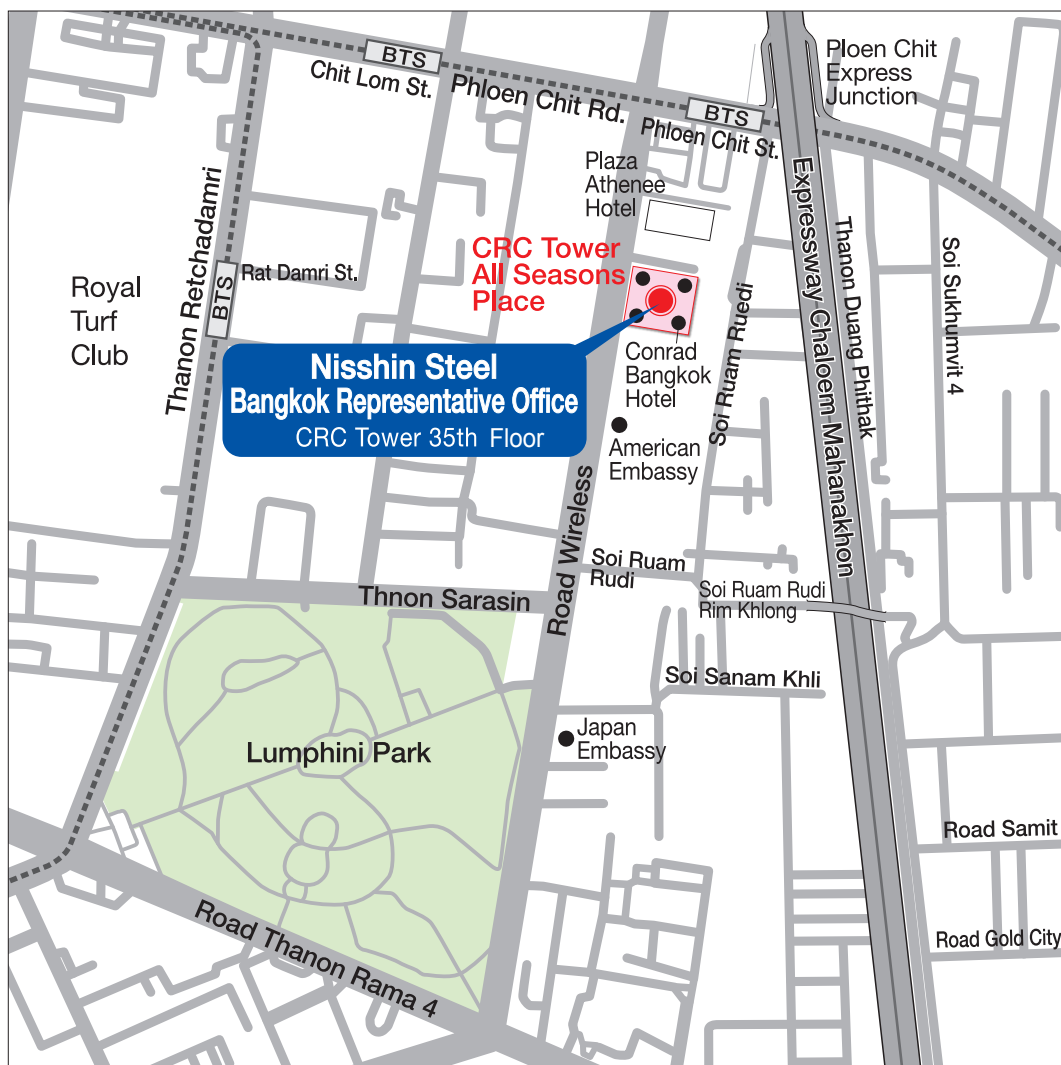 BTS
Chit Lom St.
Phloen Chit Rd.
BTS
Phloen Chit St.
Ploen Chit
Express
Junction
Plaza
Athenee
Hotel
Expressway Chaloem Mahanakhon
Thanon Duang Phithak
Soi Sukhumvit 4
Thanon Retchadamri
BTS
Rat Damri St.
Royal
Turf
Club
CRC Tower
All Seasons
Place
Nisshin Steel
Bangkok Representative Office
CRC Tower 35th Floor
Conrad
Bangkok
Hotel
Soi Ruam Ruedi
American
Embassy
Road Wireless
Soi Ruam
Rudi
Soi Ruam Rudi
Rim Khlong
Thnon Sarasin
Soi Sanam Khli
Lumphini Park
Japan
Embassy
Road Samit
Road Thanon Rama 4
Road Gold City